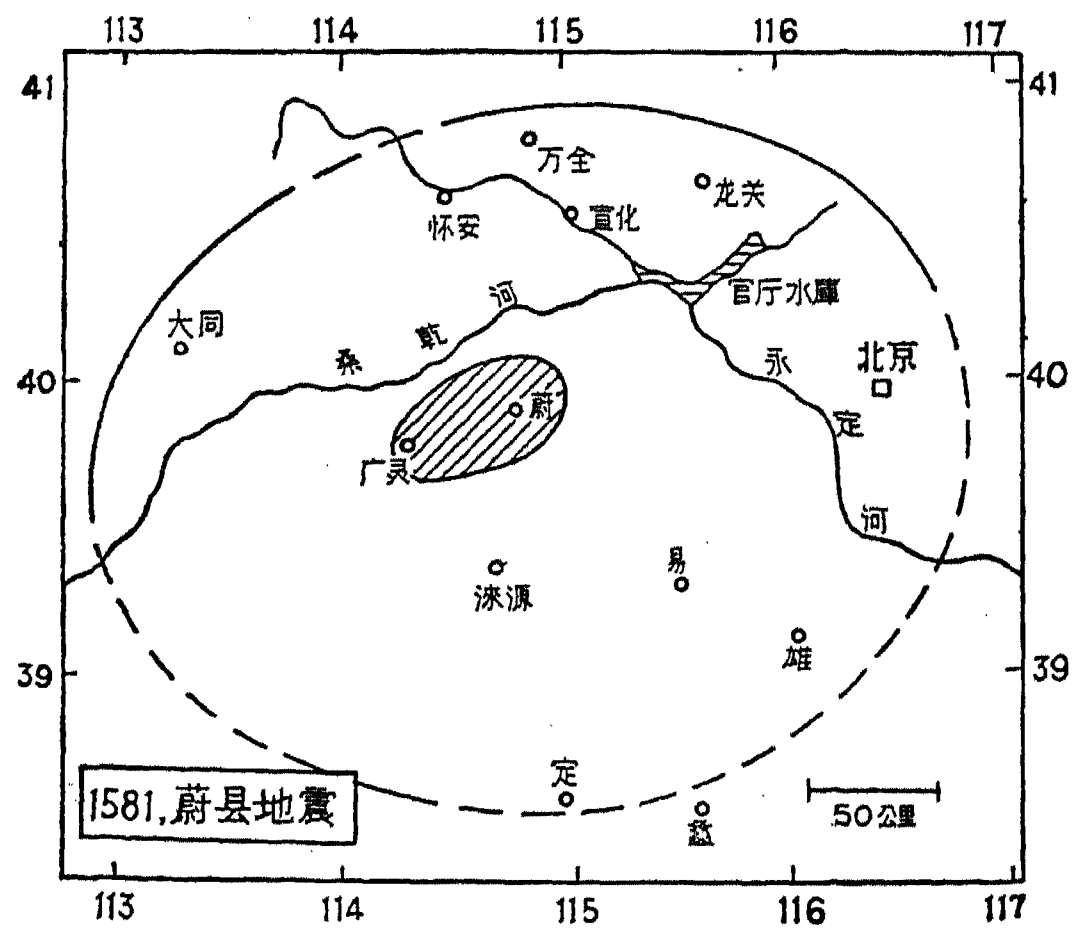 113 114 115 116 117
41 41
万全
龙关
怀安
宣化
官厅水庫
大同
桑乾河
永定河
北京
40 40
蔚
广灵
涞源
易
雄
39 39
定
1581,蔚县地震
50公里
113 114 115 116 117